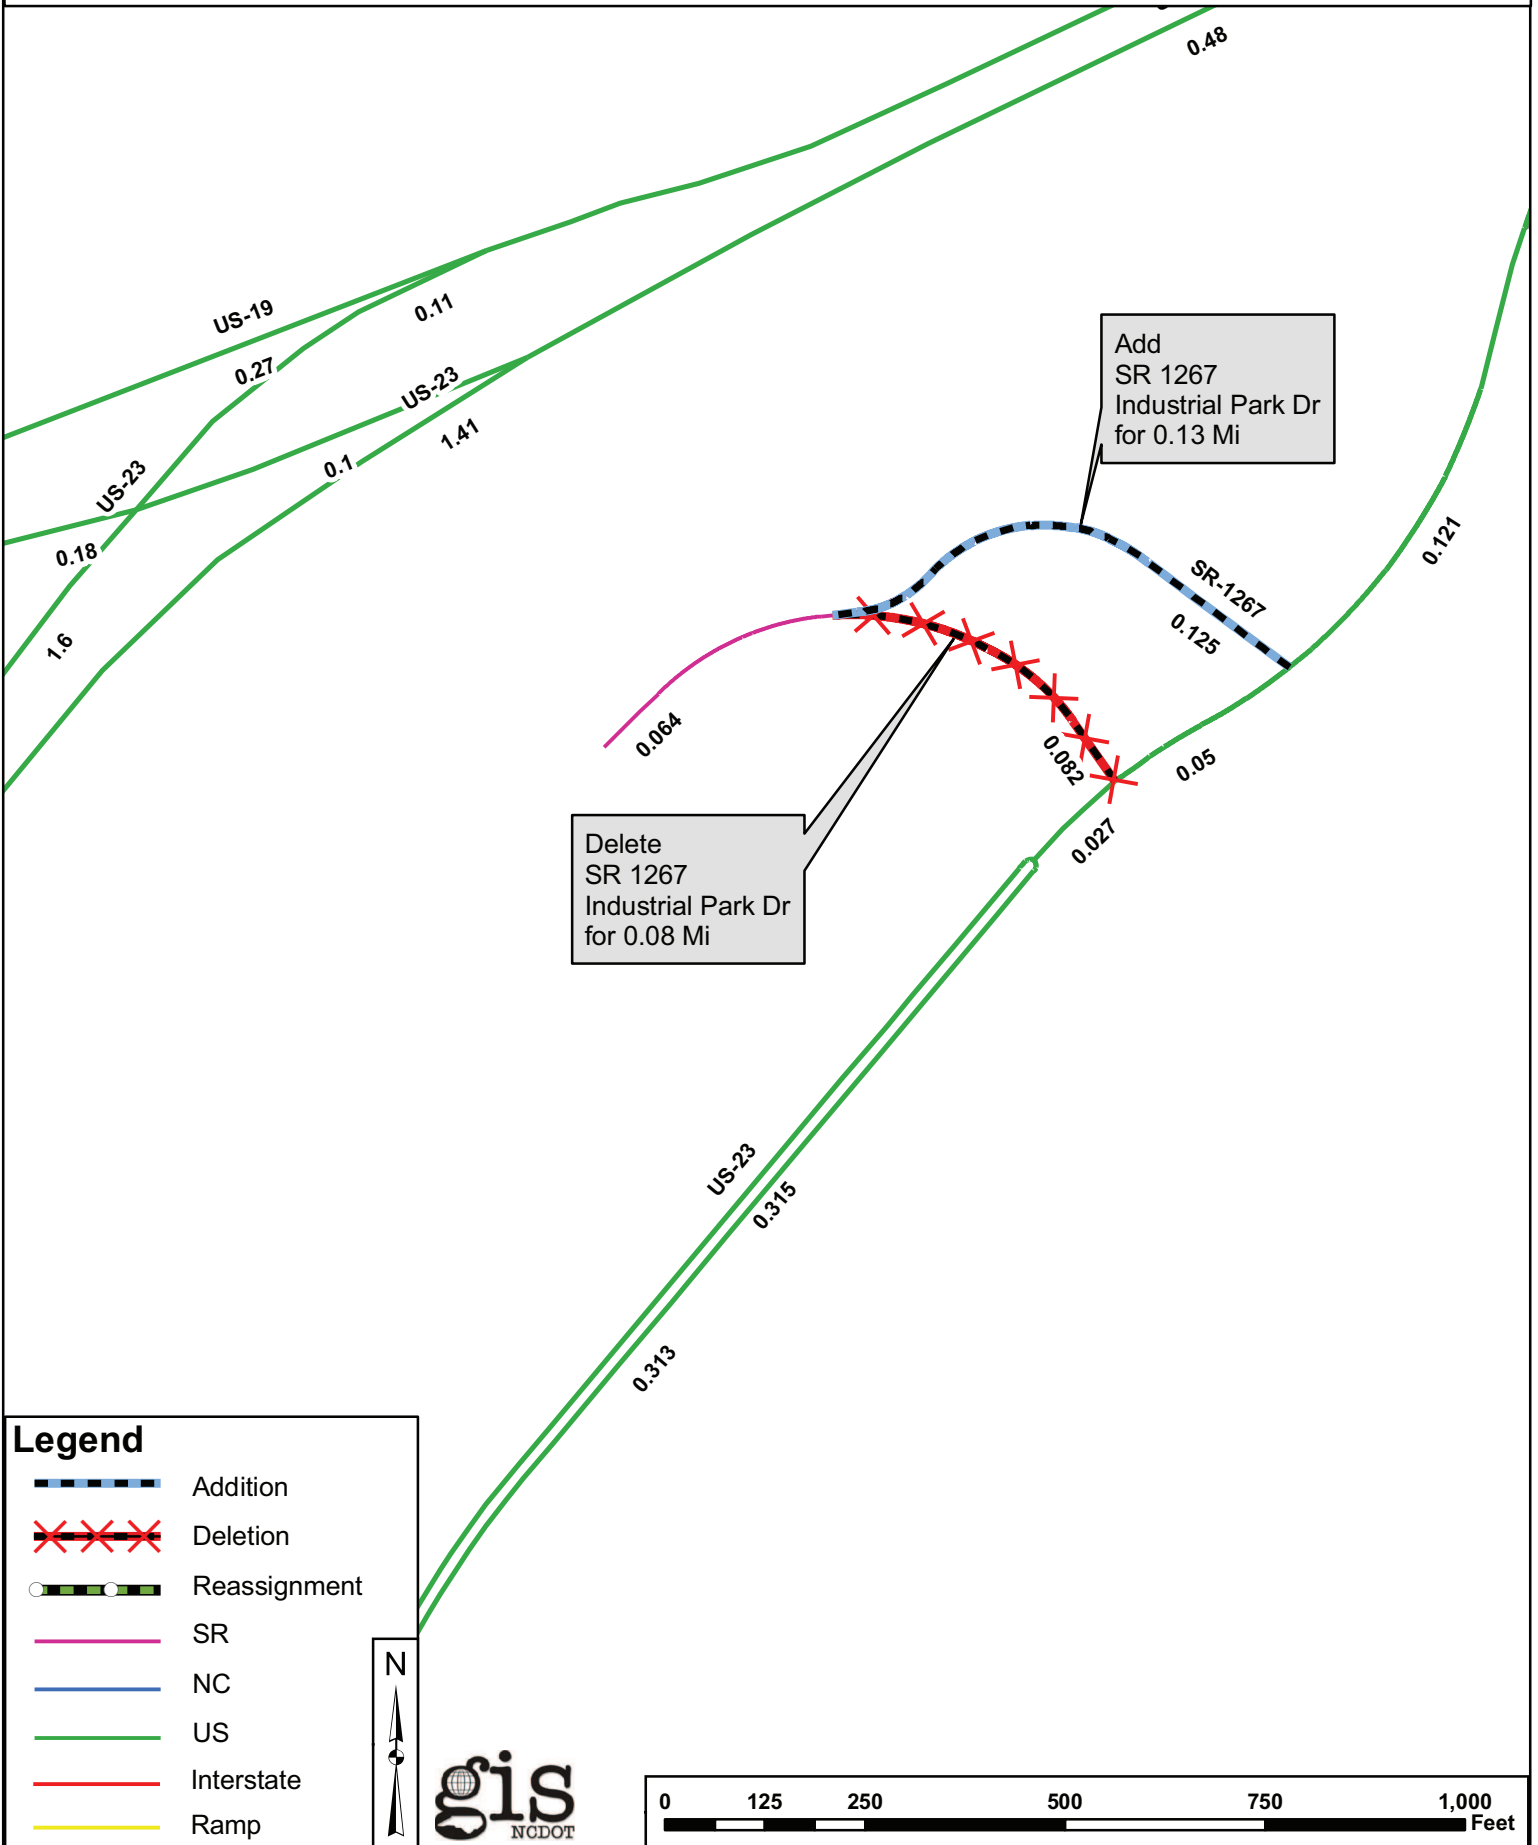 0.48
US-19
0.11
0.27
US-23
1.41
0.1
US-23
0.18
1.6
Add
SR 1267
Industrial Park Dr
for 0.13 Mi
0.121
SR-1267
0.125
0.064
0.082
0.05
0.027
Delete
SR 1267
Industrial Park Dr
for 0.08 Mi
US-23
0.315
0.313
Legend
Addition
Deletion
Reassignment
SR
NC
US
Interstate
Ramp
N
gis
NCDOT
0 125 250 500 750 1,000
Feet